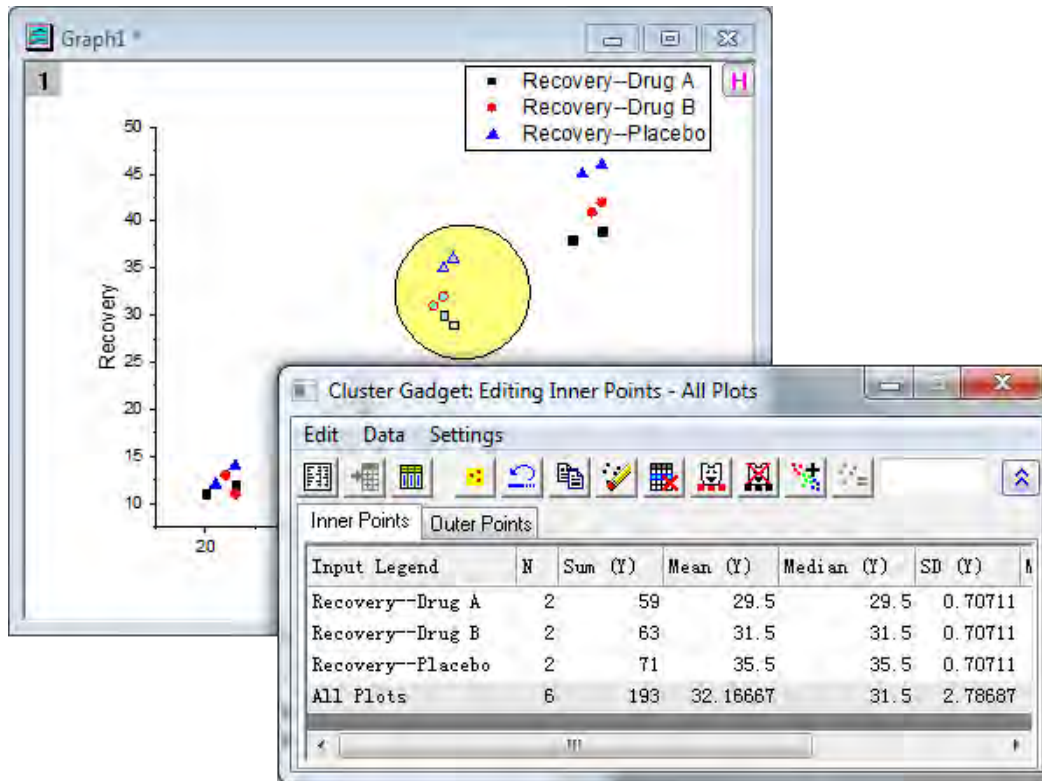 Graph1 *
1
H
Recovery--Drug A
Recovery--Drug B
Recovery--Placebo
50
45
40
35
30
25
20
15
10
Recovery
20
Cluster Gadget: Editing Inner Points - All Plots
Edit Data Settings
Inner Points Outer Points
Input Legend N Sum (Y) Mean (Y) Median (Y) SD (Y)
Recovery--Drug A 2 59 29.5 29.5 0.70711
Recovery--Drug B 2 63 31.5 31.5 0.70711
Recovery--Placebo 2 71 35.5 35.5 0.70711
All Plots 6 193 32.16667 31.5 2.78687